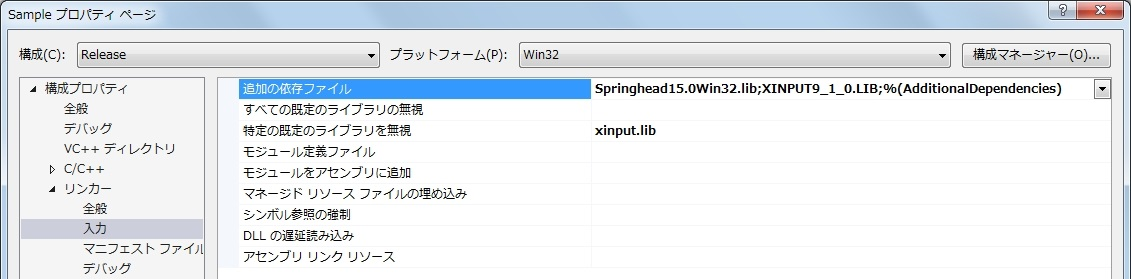 Sample プロパティ ページ
?
構成(C): Release プラットフォーム(P): Win32 構成マネージャー(O)...
構成プロパティ
全般
デバッグ
VC++ ディレクトリ
C/C++
リンカー
全般
入力
マニフェスト ファイル
デバッグ
追加の依存ファイル Springhead15.0Win32.lib;XINPUT9_1_0.LIB;%(AdditionalDependencies)
すべての既定のライブラリの無視
特定の既定のライブラリを無視 xinput.lib
モジュール定義ファイル
モジュールをアセンブリに追加
マネージド リソース ファイルの埋め込み
シンボル参照の強制
DLL の遅延読み込み
アセンブリ リンク リソース